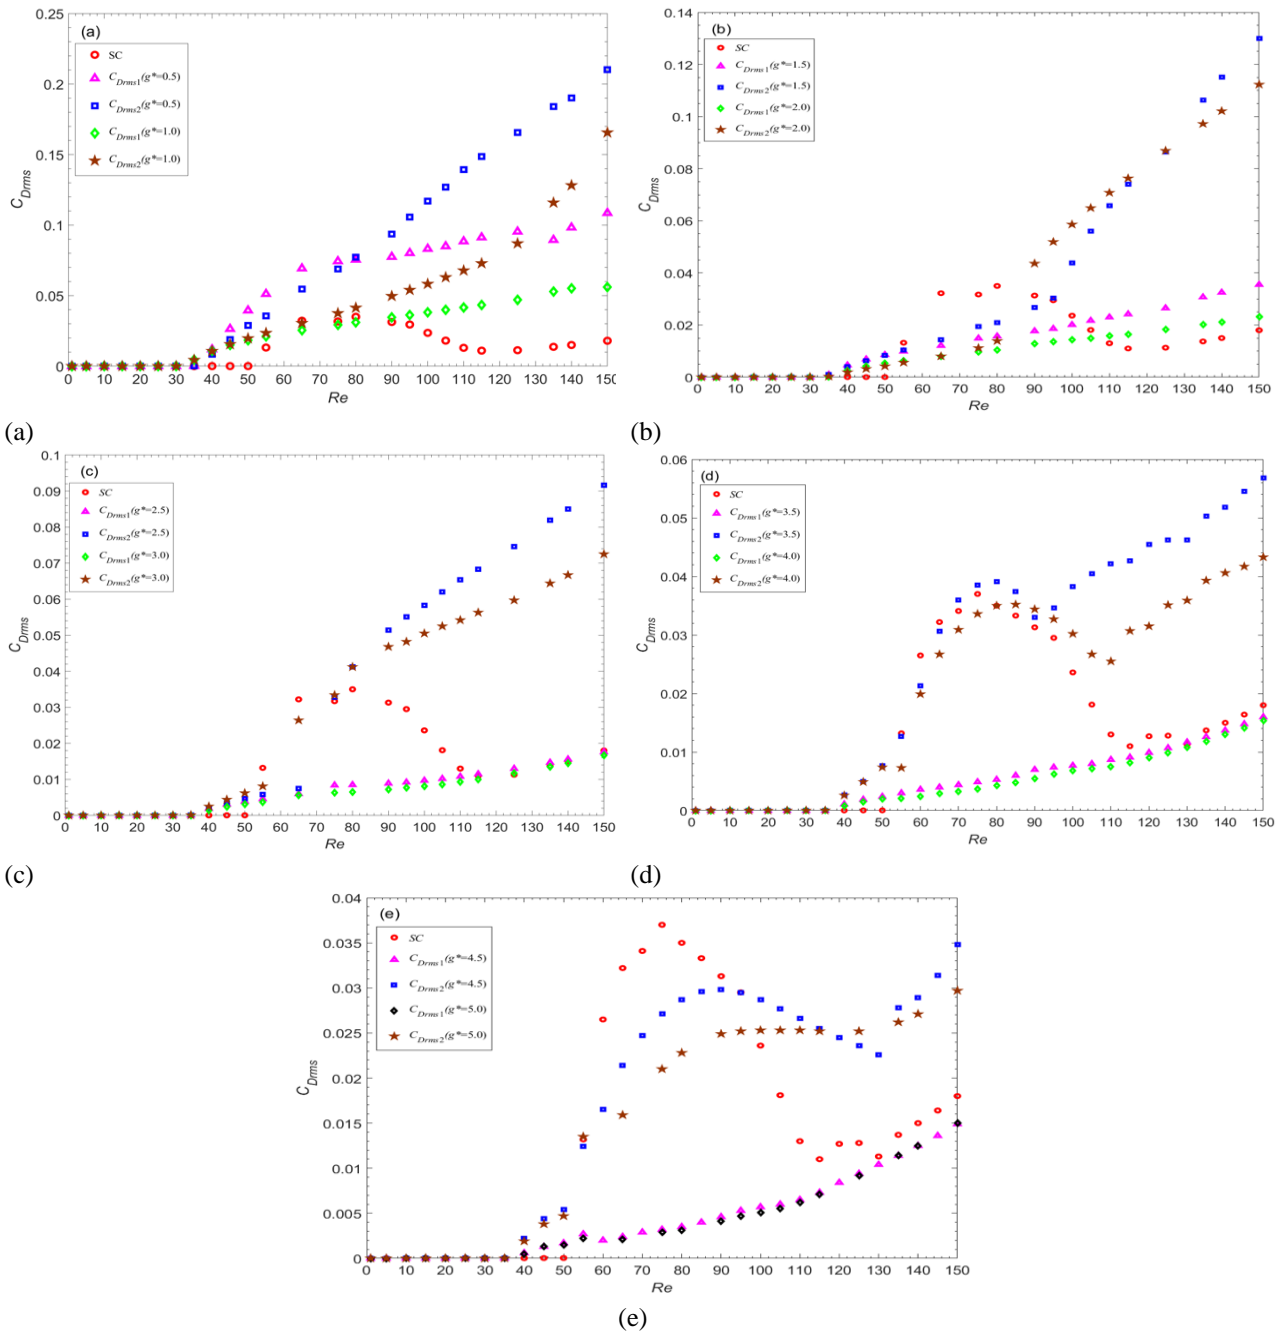 (a)
SC
C_Drms1(g*=0.5)
C_Drms2(g*=0.5)
C_Drms1(g*=1.0)
C_Drms2(g*=1.0)
C_Drms
0.25
0.2
0.15
0.1
0.05
0
0 10 20 30 40 50 60 70 80 90 100 110 120 130 140 150
Re
(a)
(b)
SC
C_Drms1(g*=1.5)
C_Drms2(g*=1.5)
C_Drms1(g*=2.0)
C_Drms2(g*=2.0)
C_Drms
0.14
0.12
0.1
0.08
0.06
0.04
0.02
0
0 10 20 30 40 50 60 70 80 90 100 110 120 130 140 150
Re
(b)
(c)
SC
C_Drms1(g*=2.5)
C_Drms2(g*=2.5)
C_Drms1(g*=3.0)
C_Drms2(g*=3.0)
C_Drms
0.1
0.09
0.08
0.07
0.06
0.05
0.04
0.03
0.02
0.01
0
0 10 20 30 40 50 60 70 80 90 100 110 120 130 140 150
Re
(c)
(d)
SC
C_Drms1(g*=3.5)
C_Drms2(g*=3.5)
C_Drms1(g*=4.0)
C_Drms2(g*=4.0)
C_Drms
0.06
0.05
0.04
0.03
0.02
0.01
0
0 10 20 30 40 50 60 70 80 90 100 110 120 130 140 150
Re
(d)
(e)
SC
C_Drms1(g*=4.5)
C_Drms2(g*=4.5)
C_Drms1(g*=5.0)
C_Drms2(g*=5.0)
C_Drms
0.04
0.035
0.03
0.025
0.02
0.015
0.01
0.005
0
0 10 20 30 40 50 60 70 80 90 100 110 120 130 140 150
Re
(e)